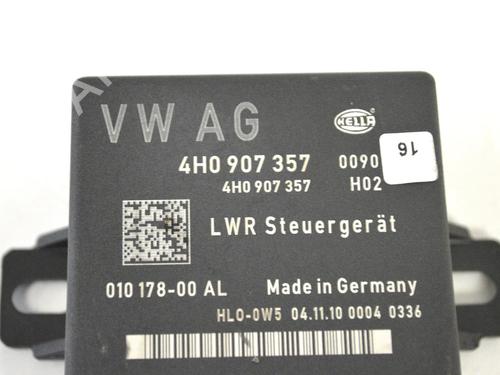 VW AG
HELLA
4H0 907 357 0090
4H0 907 357 H02
16
LWR Steuergerät
010 178-00 AL Made in Germany
HLO-0W5 04.11.10 0004 0336